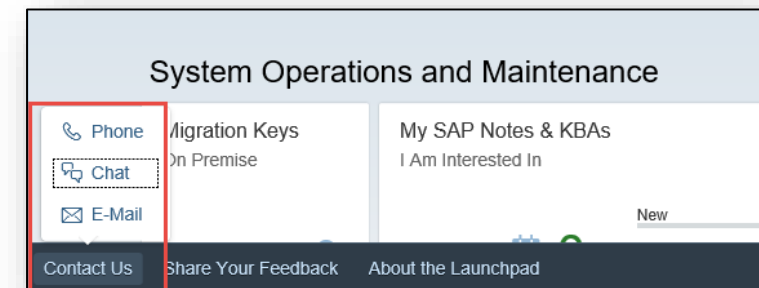 System Operations and Maintenance
Phone
Chat
E-Mail
Migration Keys
On Premise
My SAP Notes & KBAs
I Am Interested In
New
Contact Us
Share Your Feedback
About the Launchpad